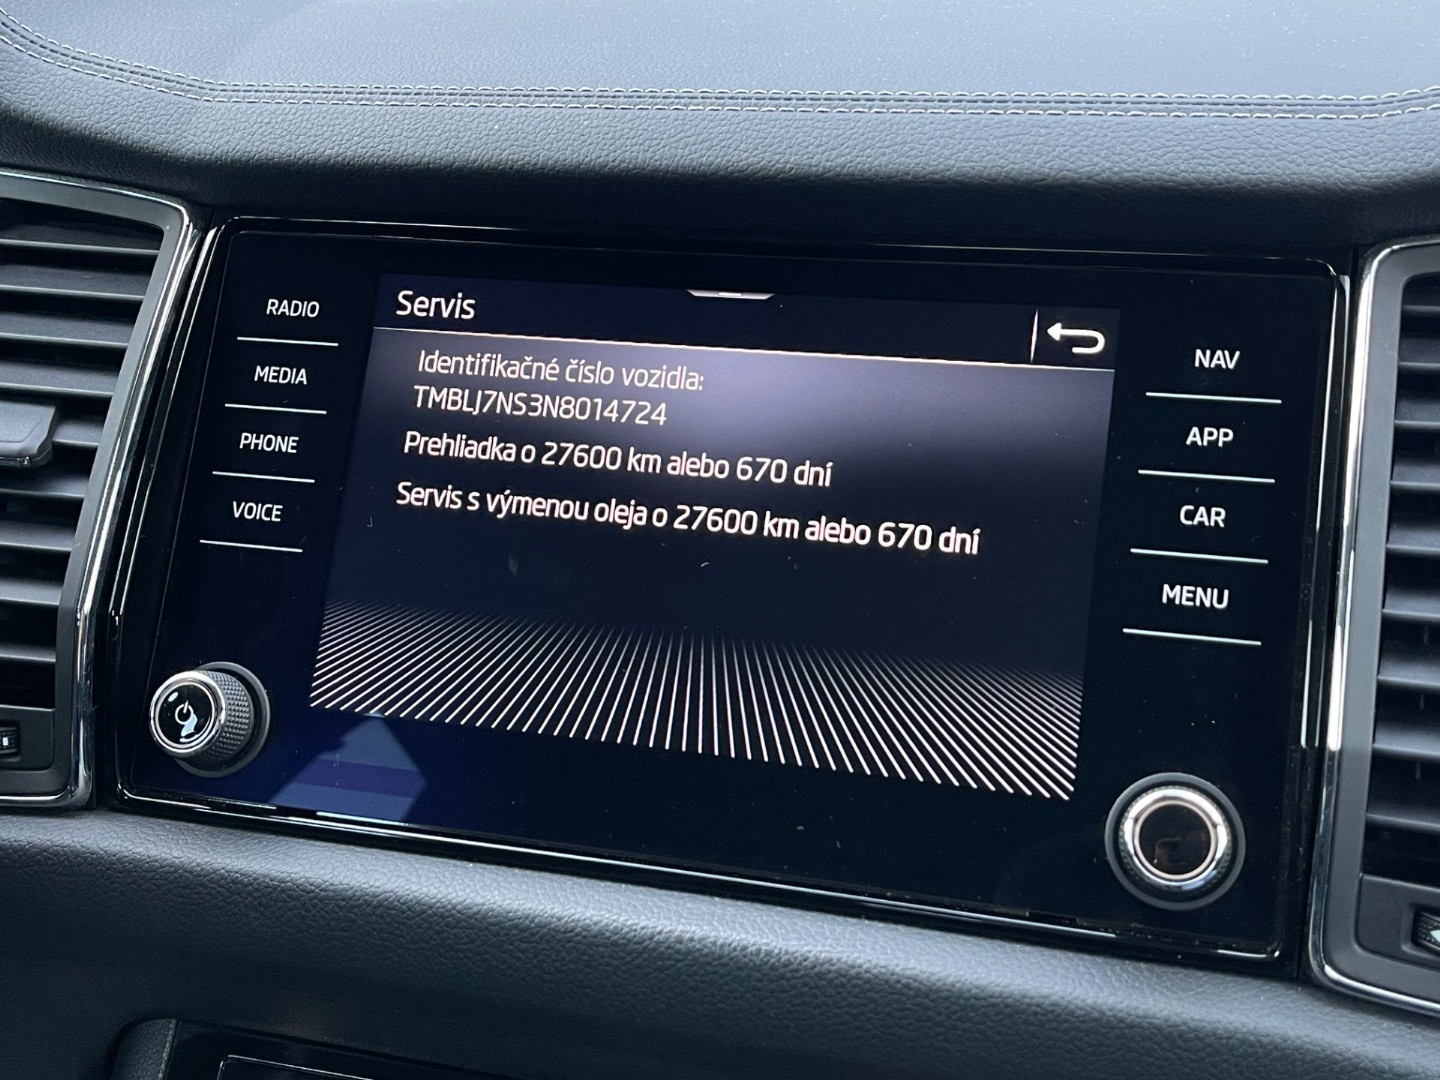 Servis
RADIO
MEDIA
PHONE
VOICE
Identifikačné číslo vozidla:
TMBLJ7NS3N8014724
Prehliadka o 27600 km alebo 670 dní
Servis s výmenou oleja o 27600 km alebo 670 dní
NAV
APP
CAR
MENU